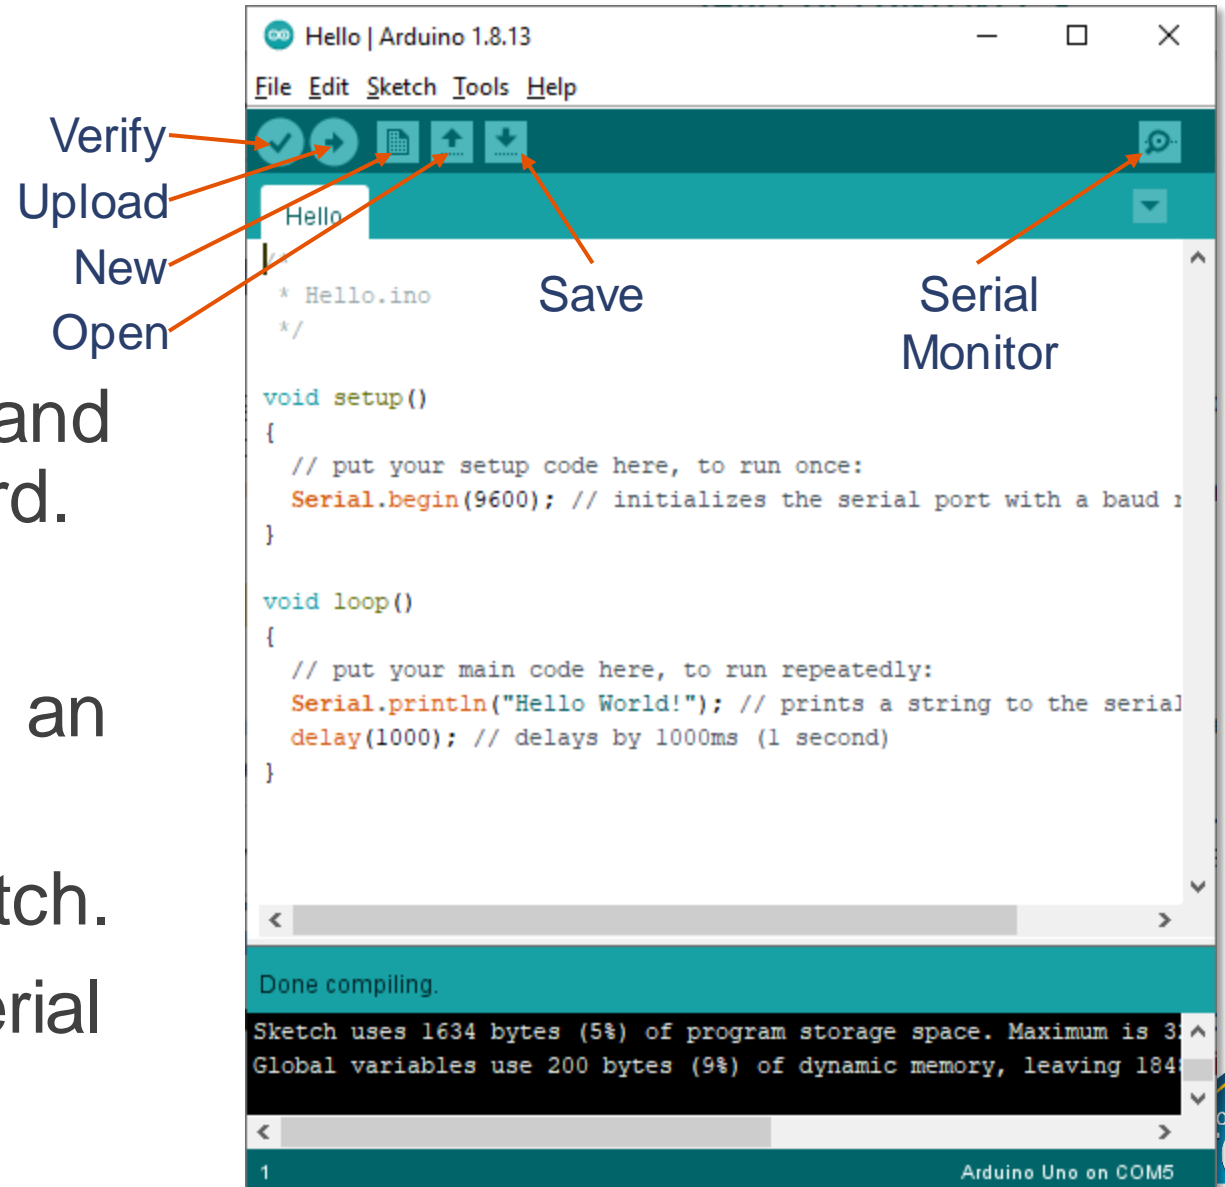 Hello | Arduino 1.8.13
File Edit Sketch Tools Help
Verify
Upload
New
Open
Save
Serial
Monitor
Hello
/*
* Hello.ino
*/
void setup()
{
// put your setup code here, to run once:
Serial.begin(9600); // initializes the serial port with a baud
}
void loop()
{
// put your main code here, to run repeatedly:
Serial.println("Hello World!"); // prints a string to the serial
delay(1000); // delays by 1000ms (1 second)
}
and
rd.
an
tch.
erial
Done compiling.
Sketch uses 1634 bytes (5%) of program storage space. Maximum is 3
Global variables use 200 bytes (9%) of dynamic memory, leaving 184
1
Arduino Uno on COM5